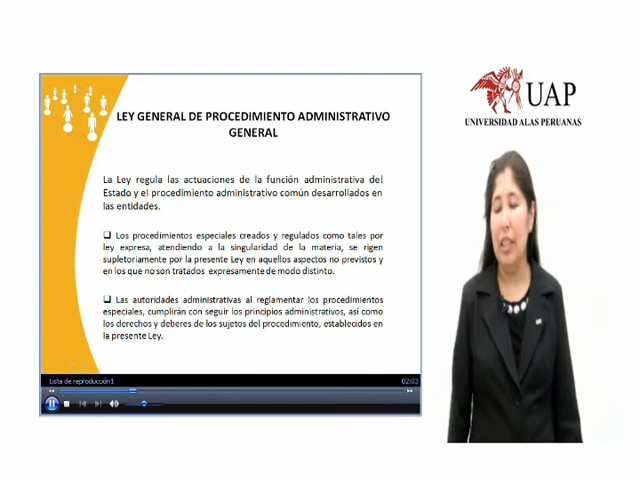 LEY GENERAL DE PROCEDIMIENTO ADMINISTRATIVO
GENERAL
La Ley regula las actuaciones de la función administrativa del
Estado y el procedimiento administrativo común desarrollados en
las entidades.
Los procedimientos especiales creados y regulados como tales por
ley expresa, atendiendo a la singularidad de la materia, se rigen
supletoriamente por la presente Ley en aquellos aspectos no previstos y
en los que no son tratados expresamente de modo distinto.
Las autoridades administrativas al reglamentar los procedimientos
especiales, cumplirán con seguir los principios administrativos, así como
los derechos y deberes de los sujetos del procedimiento, establecidos en
la presente Ley.
Lista de reproducción1 02:03
UAP
UNIVERSIDAD ALAS PERUANAS